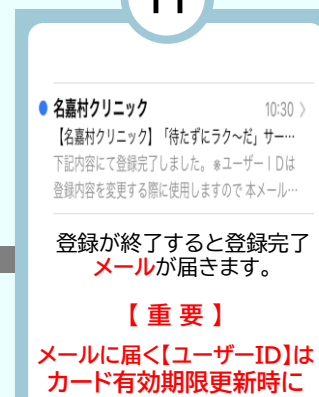 11
名嘉村クリニック 10:30
【名嘉村クリニック】「待たずにラク〜だ」サー…
下記内容にて登録完了しました。※ユーザーIDは
登録内容を変更する際に使用しますので 本メール…
登録が終了すると登録完了
メールが届きます。
【 重 要 】
メールに届く【ユーザーID】は
カード有効期限更新時に